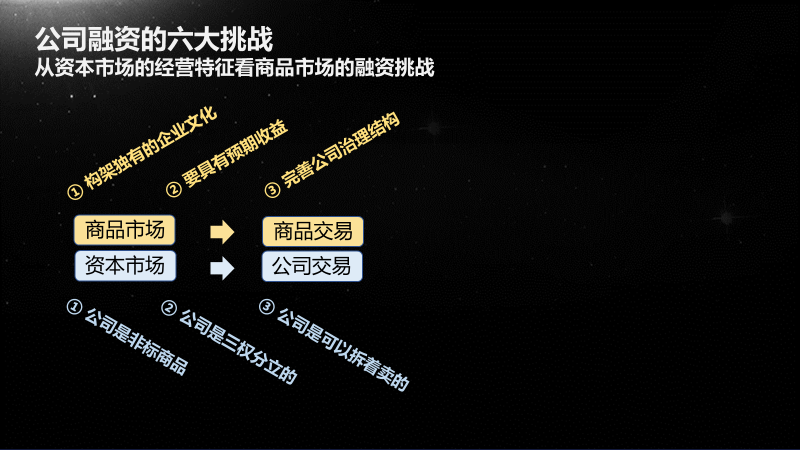 公司融资的六大挑战
从资本市场的经营特征看商品市场的融资挑战
① 构架独有的企业文化
② 要具有预期收益
③ 完善公司治理结构
商品市场
商品交易
资本市场
公司交易
① 公司是非标商品
② 公司是三权分立的
③ 公司是可以拆着卖的